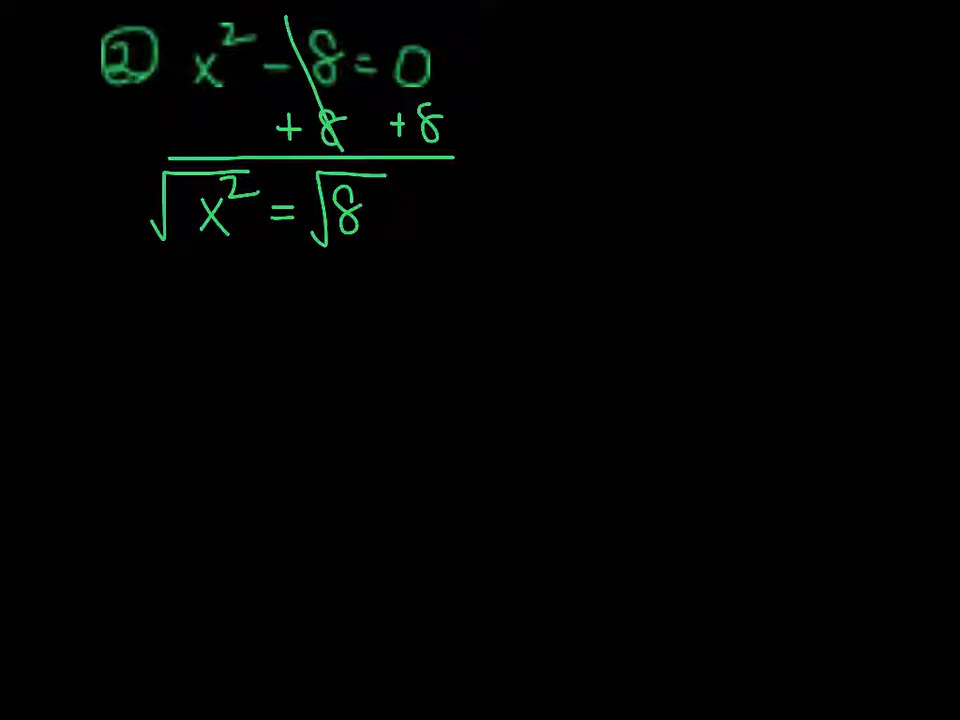 ② x² - 8 = 0
+ 8 + 8
√x² = √8